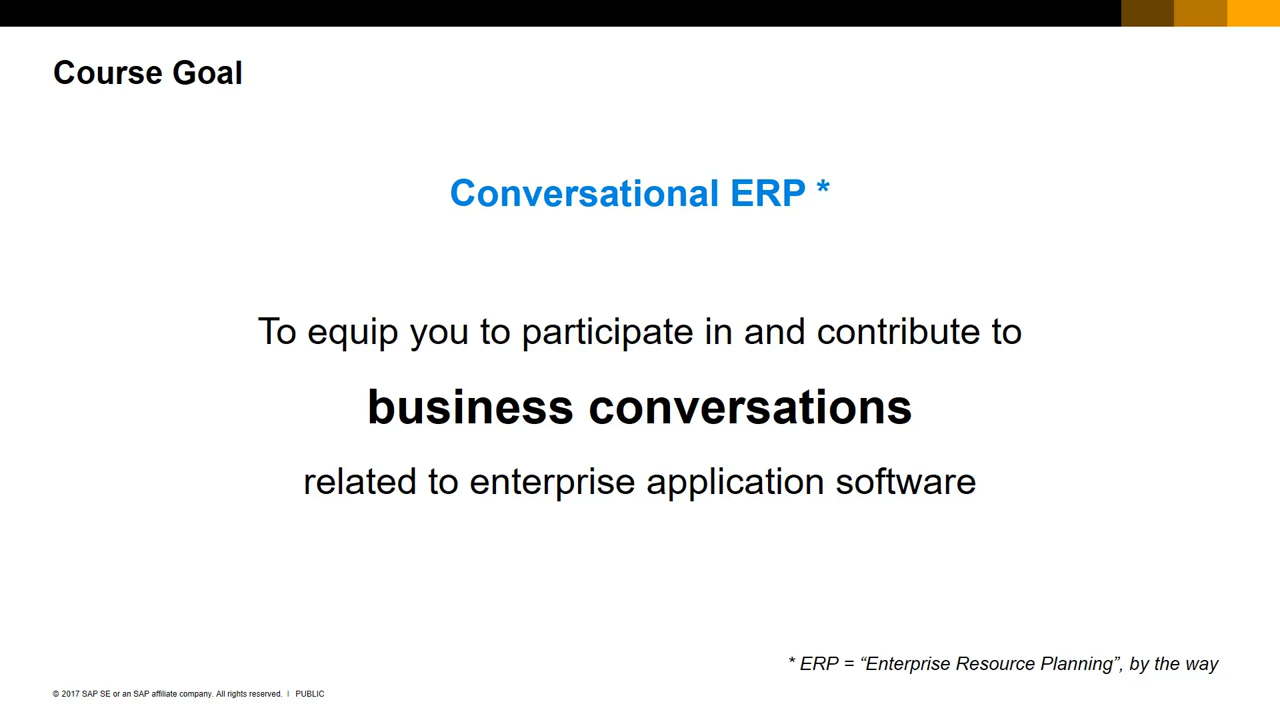 Course Goal
Conversational ERP *
To equip you to participate in and contribute to
business conversations
related to enterprise application software
* ERP = “Enterprise Resource Planning”, by the way
© 2017 SAP SE or an SAP affiliate company. All rights reserved. | PUBLIC